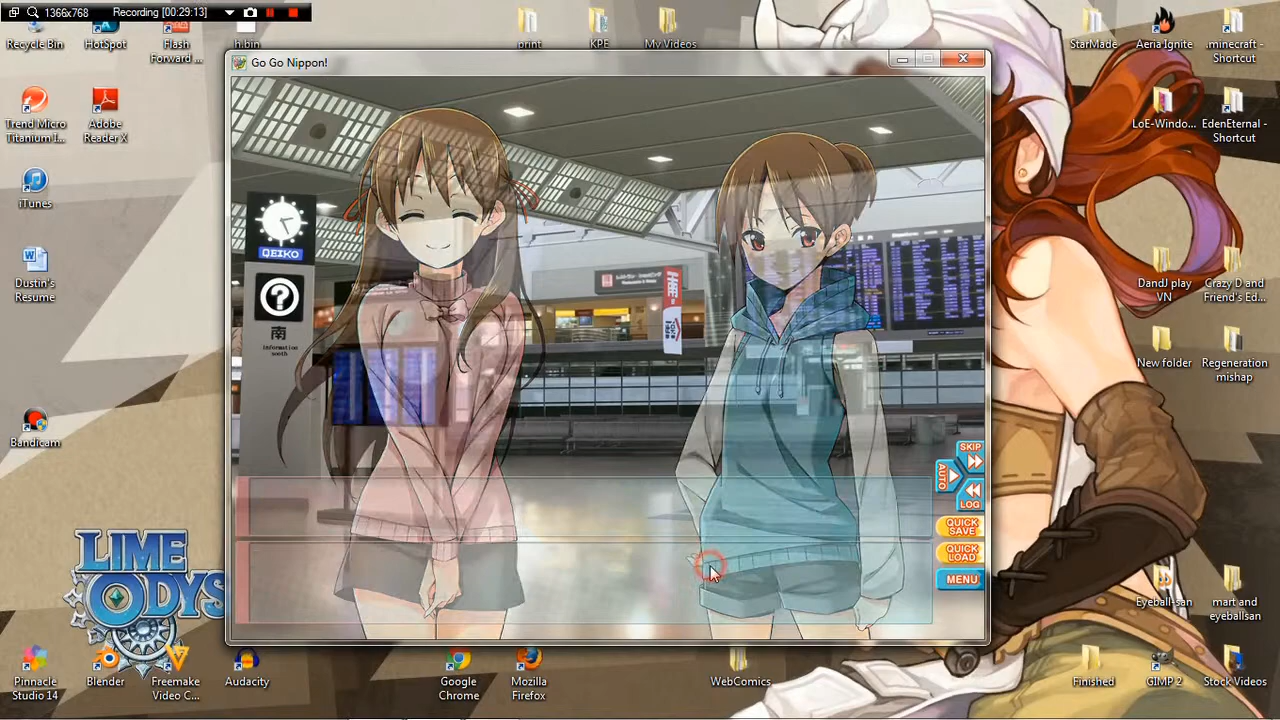 1366x768
Recording [00:29:13]
Recycle Bin
HotSpot
Flash Forward ...
h.bin
print
KPE
My Videos
StarMade
Aeria Ignite
.minecraft - Shortcut
Go Go Nippon!
Trend Micro Titanium I...
Adobe Reader X
LoE-Windo...
EdenEternal - Shortcut
iTunes
QEIKO
?
南
information south
Dustin's Resume
DandJ play VN
Crazy D and Friend's Ed...
New folder
Regeneration mishap
Bandicam
SKIP
AUTO
LOG
QUICK SAVE
QUICK LOAD
MENU
LIME
ODYS
Eyeball-san
mart and eyeballsan
Pinnacle Studio 14
Blender
Freemake Video C...
Audacity
Google Chrome
Mozilla Firefox
WebComics
Finished
GIMP 2
Stock Videos